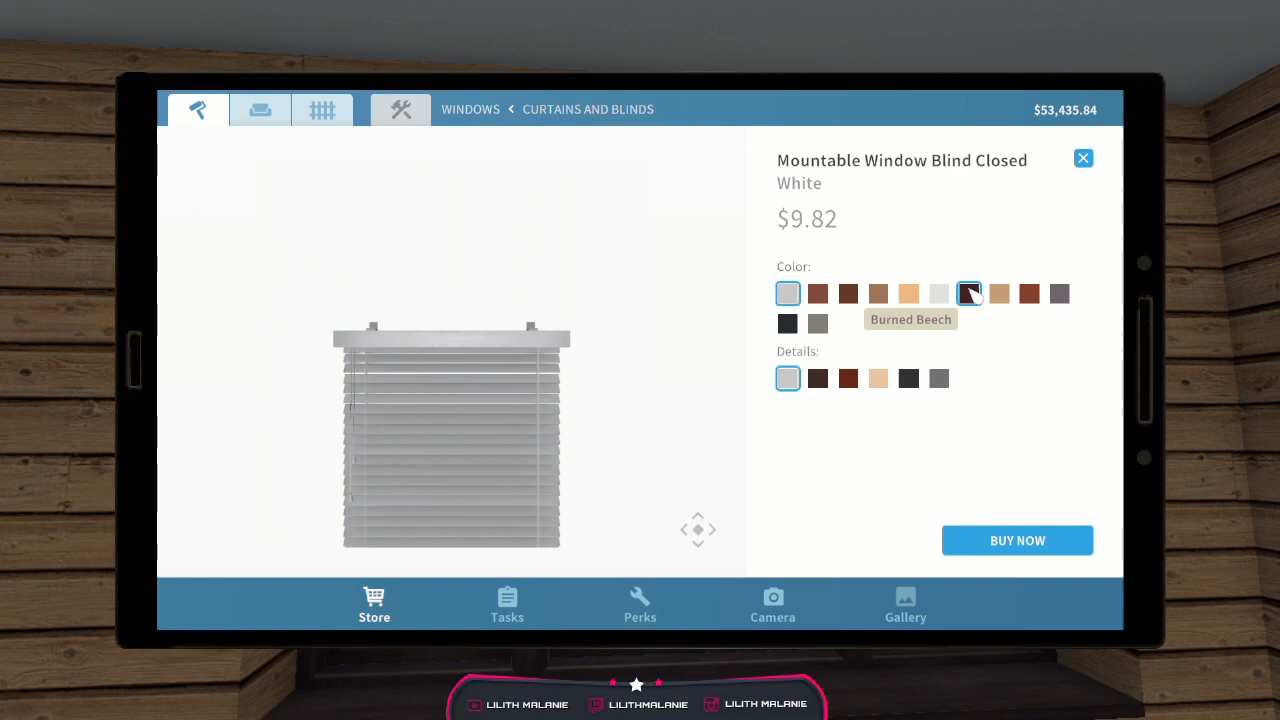 WINDOWS < CURTAINS AND BLINDS
$53,435.84
Mountable Window Blind Closed
White
$9.82
Color:
Burned Beech
Details:
BUY NOW
Store
Tasks
Perks
Camera
Gallery
LILITH MALANIE
LILITHMALANIE
LILITH MALANIE